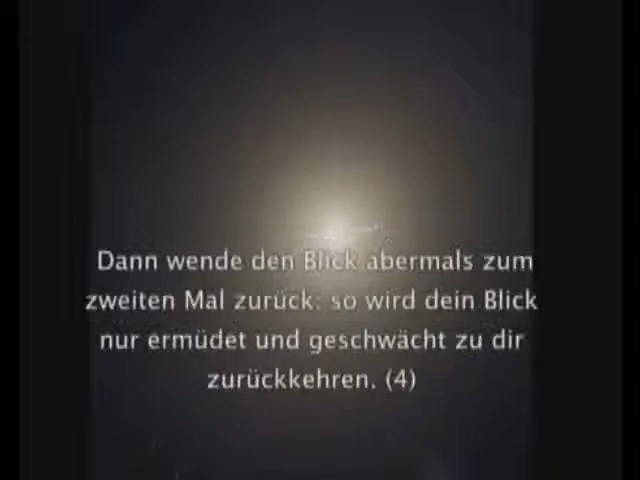 Dann wende den Blick abermals zum
zweiten Mal zurück: so wird dein Blick
nur ermüdet und geschwächt zu dir
zurückkehren. (4)